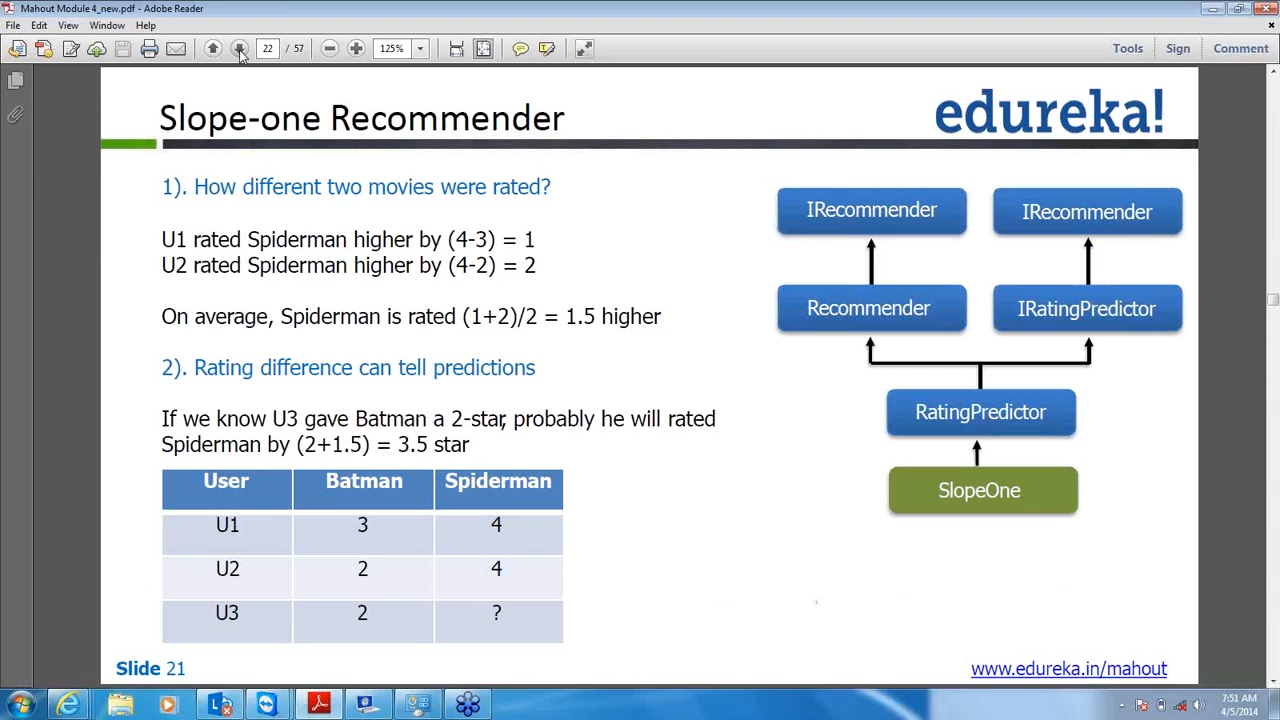 Mahout Module 4_new.pdf - Adobe Reader
File Edit View Window Help
22 / 57 125% Tools Sign Comment
Slope-one Recommender
edureka!
1). How different two movies were rated?
U1 rated Spiderman higher by (4-3) = 1
U2 rated Spiderman higher by (4-2) = 2
On average, Spiderman is rated (1+2)/2 = 1.5 higher
2). Rating difference can tell predictions
If we know U3 gave Batman a 2-star, probably he will rated
Spiderman by (2+1.5) = 3.5 star
User Batman Spiderman
U1 3 4
U2 2 4
U3 2 ?
IRecommender IRecommender
Recommender IRatingPredictor
RatingPredictor
SlopeOne
Slide 21
www.edureka.in/mahout
7:51 AM
4/5/2014